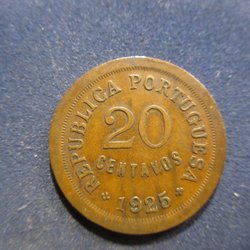 REPUBLICA PORTUGUESA
20
CENTAVOS
* 1925 *